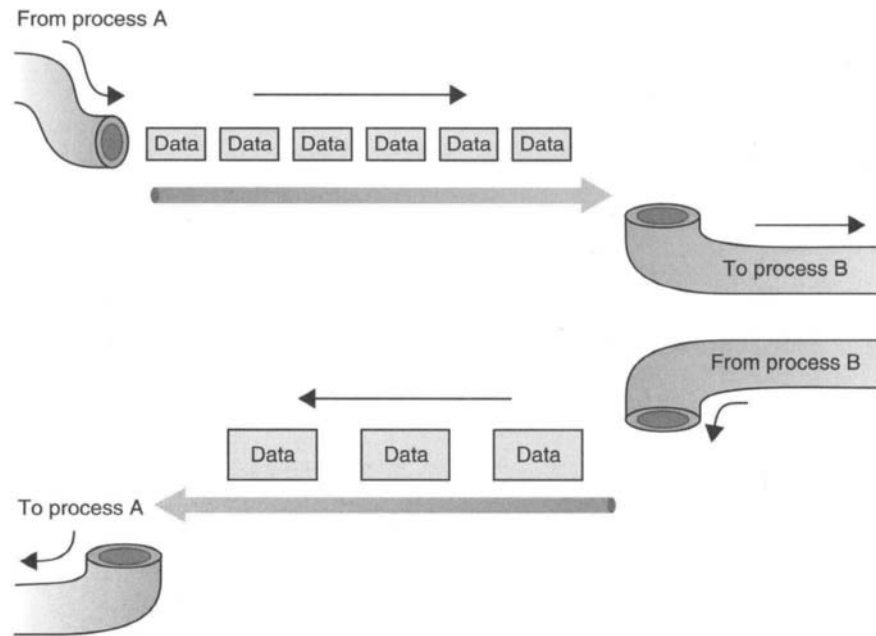 From process A
Data Data Data Data Data Data
To process B
From process B
Data Data Data
To process A